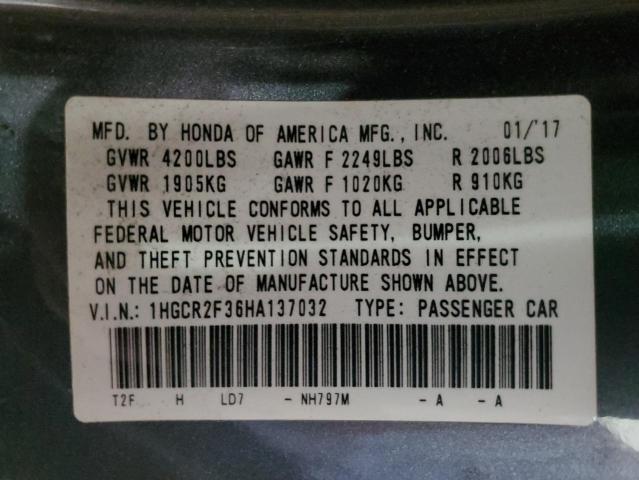 MFD. BY HONDA OF AMERICA MFG., INC. 01/'17
GVWR 4200LBS GAWR F 2249LBS R 2006LBS
GVWR 1905KG GAWR F 1020KG R 910KG
THIS VEHICLE CONFORMS TO ALL APPLICABLE
FEDERAL MOTOR VEHICLE SAFETY, BUMPER,
AND THEFT PREVENTION STANDARDS IN EFFECT
ON THE DATE OF MANUFACTURE SHOWN ABOVE.
V.I.N.: 1HGCR2F36HA137032 TYPE: PASSENGER CAR
T2F H LD7 - NH797M - A - A